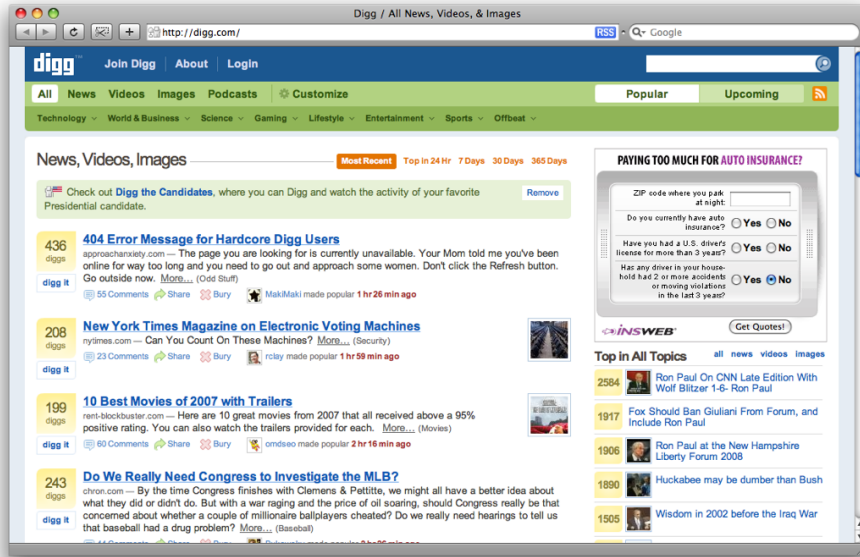 Digg / All News, Videos, & Images
http://digg.com/
RSS
Google
digg
Join Digg
About
Login
All
News
Videos
Images
Podcasts
Customize
Popular
Upcoming
Technology
World & Business
Science
Gaming
Lifestyle
Entertainment
Sports
Offbeat
News, Videos, Images
Most Recent
Top in 24 Hr
7 Days
30 Days
365 Days
Check out Digg the Candidates, where you can Digg and watch the activity of your favorite
Presidential candidate.
Remove
436
diggs
digg it
404 Error Message for Hardcore Digg Users
approachanxiety.com — The page you are looking for is currently unavailable. Your Mom told me you've been
online for way too long and you need to go out and approach some women. Don't click the Refresh button.
Go outside now. More... (Odd Stuff)
55 Comments Share Bury MakiMaki made popular 1 hr 26 min ago
208
diggs
digg it
New York Times Magazine on Electronic Voting Machines
nytimes.com — Can You Count On These Machines? More... (Security)
23 Comments Share Bury rclay made popular 1 hr 59 min ago
199
diggs
digg it
10 Best Movies of 2007 with Trailers
rent-blockbuster.com — Here are 10 great movies from 2007 that all received above a 95%
positive rating. You can also watch the trailers provided for each. More... (Movies)
60 Comments Share Bury omdseo made popular 2 hr 16 min ago
243
diggs
digg it
Do We Really Need Congress to Investigate the MLB?
chron.com — By the time Congress finishes with Clemens & Pettitte, we might all have a better idea about
what they did or didn't do. But with a war raging and the price of oil soaring, should Congress really be that
concerned about whether a couple of millionaire ballplayers cheated? Do we really need hearings to tell us
that baseball had a drug problem? More... (Baseball)
PAYING TOO MUCH FOR AUTO INSURANCE?
ZIP code where you park
at night:
Do you currently have auto
insurance?
Yes No
Have you had a U.S. driver's
license for more than 3 years?
Yes No
Has any driver in your house-
hold had 2 or more accidents
or moving violations
in the last 3 years?
Yes No
INSWEB
Get Quotes!
Top in All Topics
all news videos images
2584
Ron Paul On CNN Late Edition With
Wolf Blitzer 1-6- Ron Paul
1917
Fox Should Ban Giuliani From Forum, and
Include Ron Paul
1906
Ron Paul at the New Hampshire
Liberty Forum 2008
1890
Huckabee may be dumber than Bush
1505
Wisdom in 2002 before the Iraq War